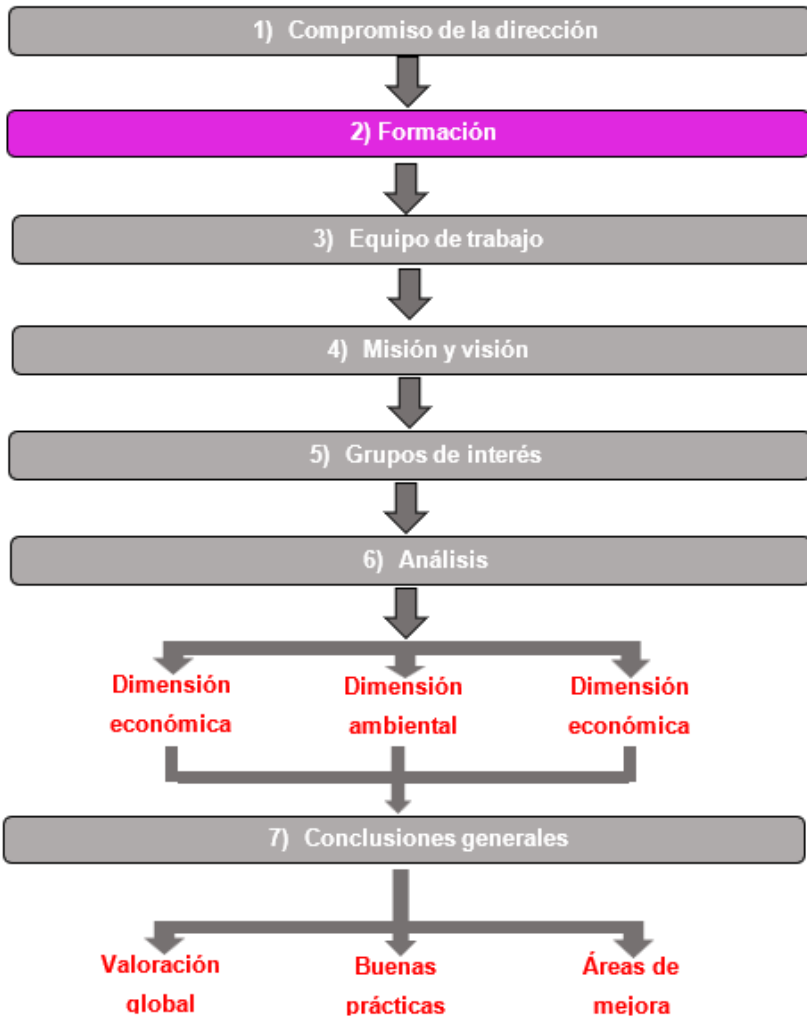 1) Compromiso de la dirección
2) Formación
3) Equipo de trabajo
4) Misión y visión
5) Grupos de interés
6) Análisis
Dimensión
económica
Dimensión
ambiental
Dimensión
económica
7) Conclusiones generales
Valoración
global
Buenas
prácticas
Áreas de
mejora